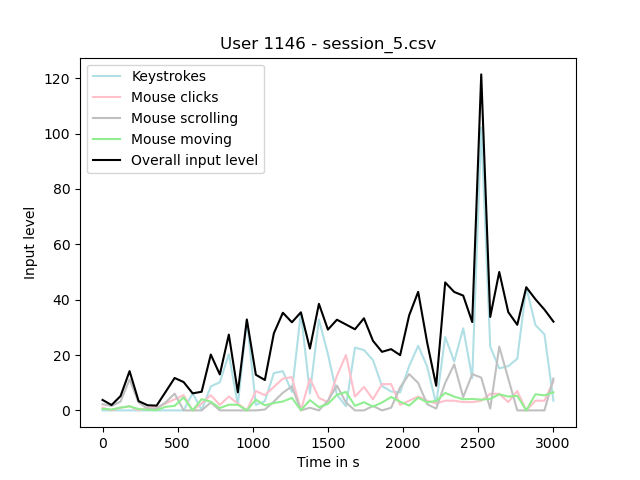 User 1146 - session_5.csv
Keystrokes
Mouse clicks
Mouse scrolling
Mouse moving
Overall input level
Input level
120
100
80
60
40
20
0
0 500 1000 1500 2000 2500 3000
Time in s